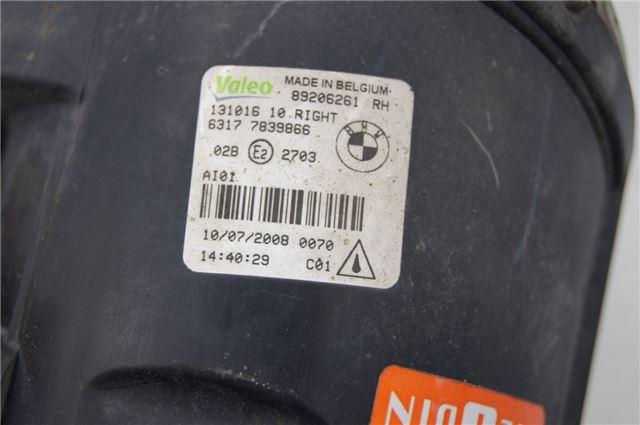 Valeo MADE IN BELGIUM
89206261 RH
131016 10 RIGHT
6317 7839866
BMW
02B E2 2703
AI01
10/07/2008 0070
14:40:29 C01